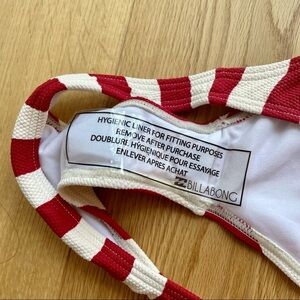 HYGIENIC LINER FOR FITTING PURPOSES
REMOVE AFTER PURCHASE
DOUBLURE HYGIENIQUE POUR ESSAYAGE
ENLEVER APRES ACHAT
BILLABONG